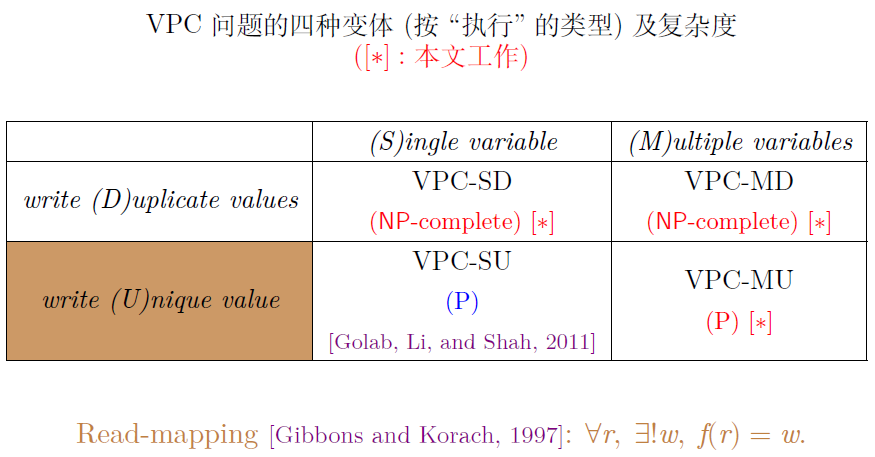 VPC 问题的四种变体 (按 “执行” 的类型) 及复杂度
([∗] : 本文工作)
(S)ingle variable (M)ultiple variables
write (D)uplicate values
VPC-SD
(NP-complete) [∗]
VPC-MD
(NP-complete) [∗]
write (U)nique value
VPC-SU
(P)
[Golab, Li, and Shah, 2011]
VPC-MU
(P) [∗]
Read-mapping [Gibbons and Korach, 1997]: ∀r, ∃!w, f(r) = w.